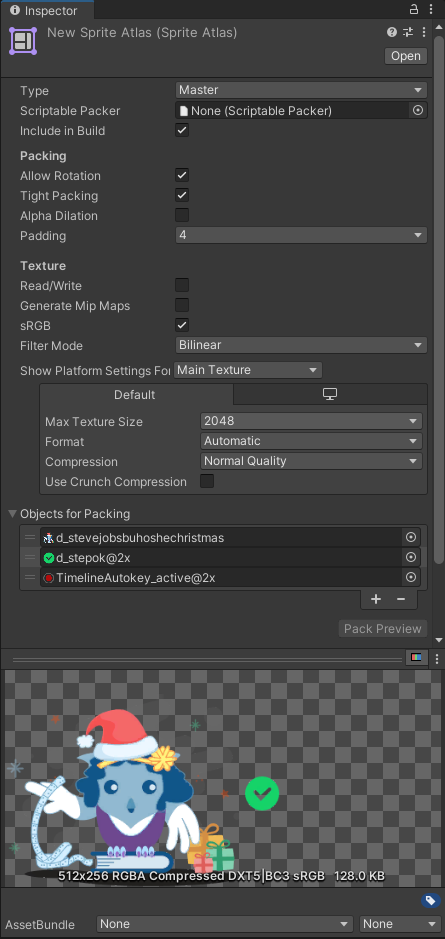 Inspector
New Sprite Atlas (Sprite Atlas)
Open
Type Master
Scriptable Packer None (Scriptable Packer)
Include in Build
Packing
Allow Rotation
Tight Packing
Alpha Dilation
Padding 4
Texture
Read/Write
Generate Mip Maps
sRGB
Filter Mode Bilinear
Show Platform Settings For Main Texture
Default
Max Texture Size 2048
Format Automatic
Compression Normal Quality
Use Crunch Compression
Objects for Packing
d_stevejobsbuhoshechristmas
d_stepok@2x
TimelineAutokey_active@2x
Pack Preview
512x256 RGBA Compressed DXT5|BC3 sRGB 128.0 KB
AssetBundle None None